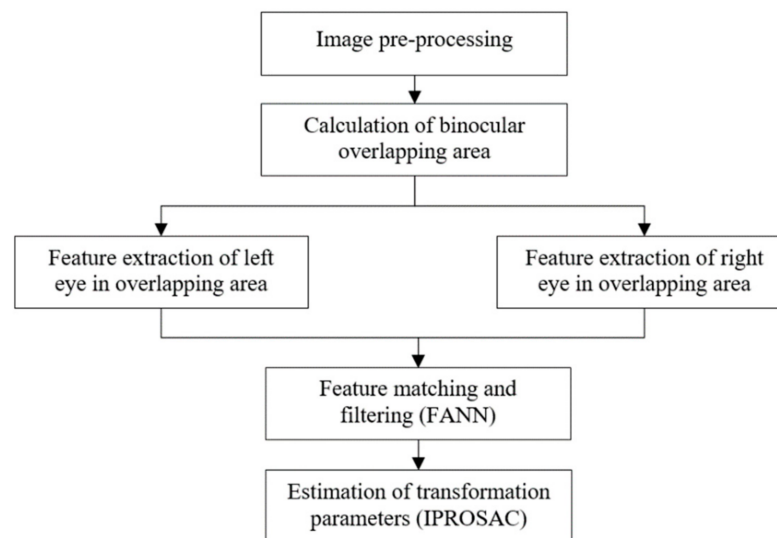 Image pre-processing
Calculation of binocular
overlapping area
Feature extraction of left
eye in overlapping area
Feature extraction of right
eye in overlapping area
Feature matching and
filtering (FANN)
Estimation of transformation
parameters (IPROSAC)